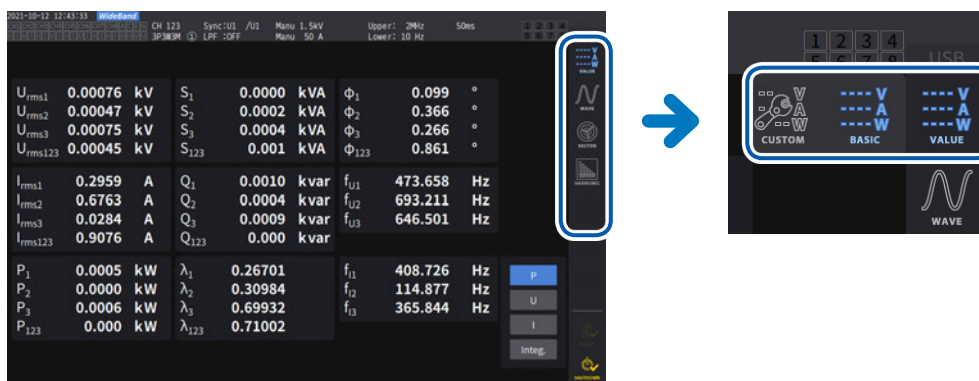 2021-10-12 12:43:33 WideBand CH 123 Sync:U1 /U1 Manu 1.5kV Upper: 2MHz 50ms
3P3W3M ① LPF :OFF Manu 50 A Lower: 10 Hz
Urms1 0.00076 kV S1 0.0000 kVA ϕ1 0.099 °
Urms2 0.00047 kV S2 0.0002 kVA ϕ2 0.366 °
Urms3 0.00075 kV S3 0.0004 kVA ϕ3 0.266 °
Urms123 0.00045 kV S123 0.001 kVA ϕ123 0.861 °
Irms1 0.2959 A Q1 0.0010 kvar fU1 473.658 Hz
Irms2 0.6763 A Q2 0.0004 kvar fU2 693.211 Hz
Irms3 0.0284 A Q3 0.0009 kvar fU3 646.501 Hz
Irms123 0.9076 A Q123 0.000 kvar
P1 0.0005 kW λ1 0.26701 fI1 408.726 Hz
P2 0.0000 kW λ2 0.30984 fI2 114.877 Hz
P3 0.0006 kW λ3 0.69932 fI3 365.844 Hz
P123 0.000 kW λ123 0.71002
P
U
I
Integ.
VALUE
WAVE
VECTOR
HARMONIC
SHUTDOWN
1 2 3 4
5 6 7 8 USB
-- V ---- V ---- V
A ---- A ---- A
-- W ---- W ---- W
CUSTOM BASIC VALUE
WAVE